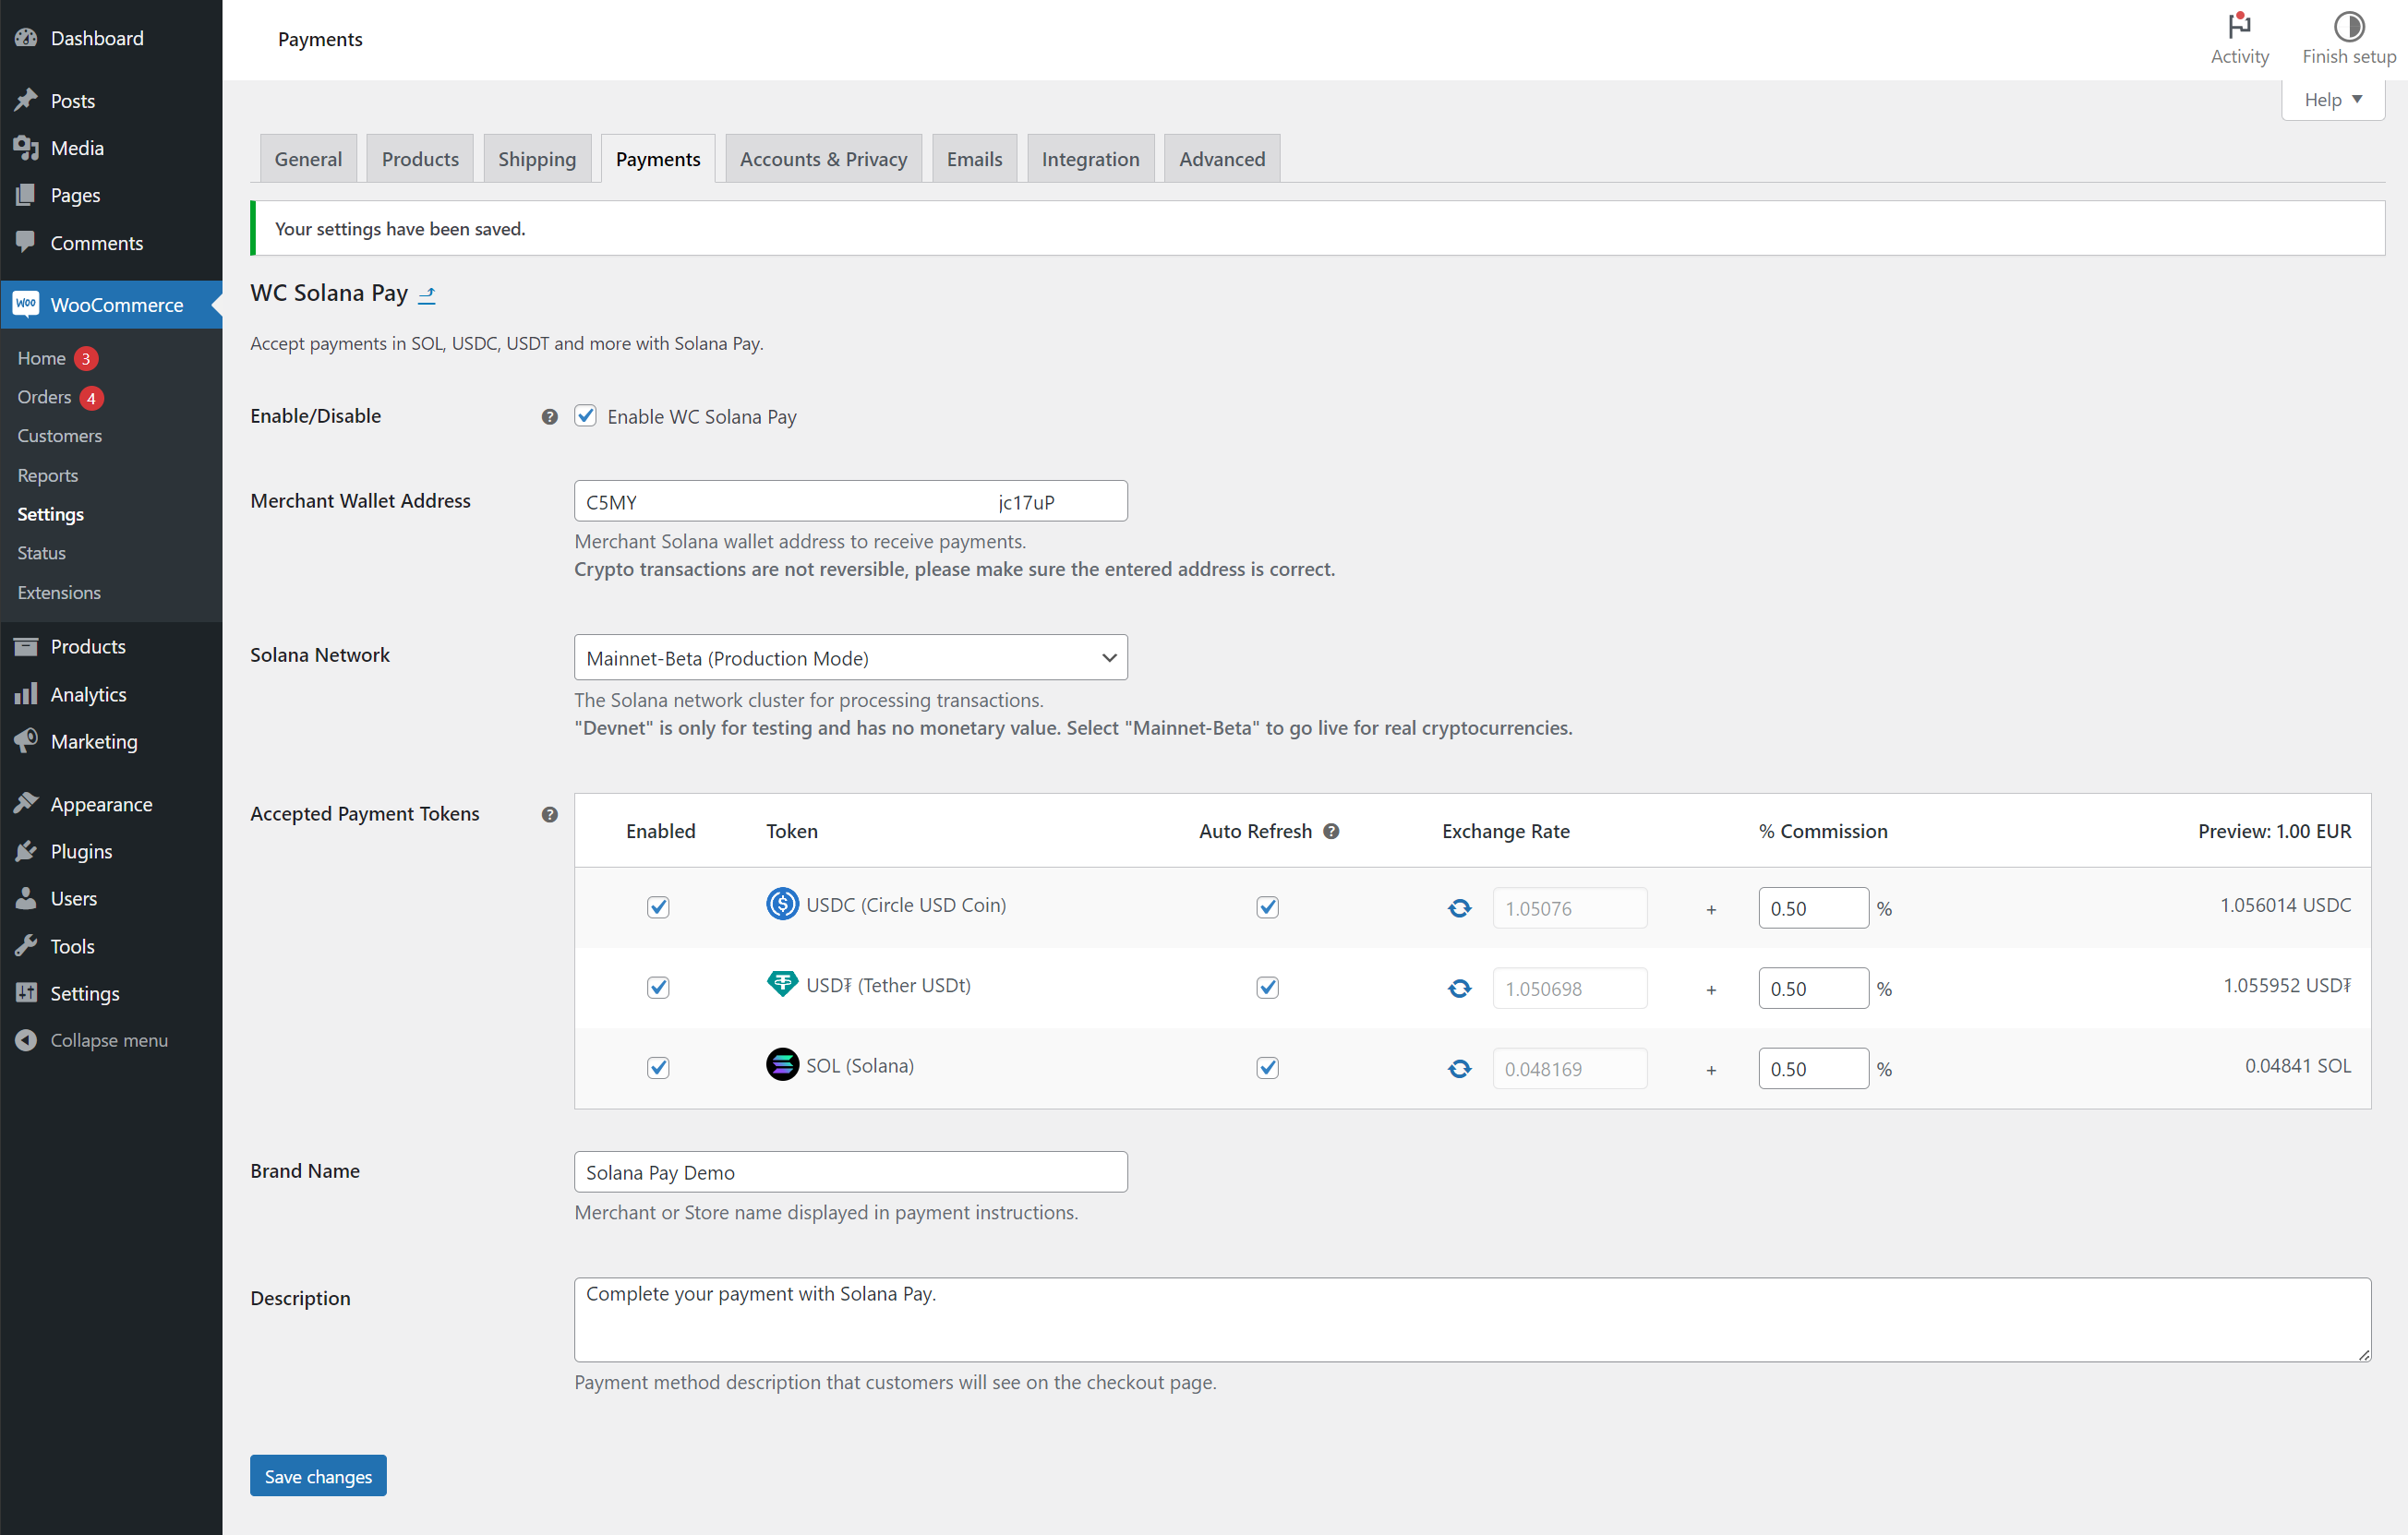 Dashboard
Posts
Media
Pages
Comments
WOO WooCommerce
Home 3
Orders 4
Customers
Reports
Settings
Status
Extensions
Products
Analytics
Marketing
Appearance
Plugins
Users
Tools
Settings
Collapse menu
Payments
Activity
Finish setup
Help
General Products Shipping Payments Accounts & Privacy Emails Integration Advanced
Your settings have been saved.
WC Solana Pay
Accept payments in SOL, USDC, USDT and more with Solana Pay.
Enable/Disable ? Enable WC Solana Pay
Merchant Wallet Address C5MY jc17uP
Merchant Solana wallet address to receive payments.
Crypto transactions are not reversible, please make sure the entered address is correct.
Solana Network Mainnet-Beta (Production Mode)
The Solana network cluster for processing transactions.
"Devnet" is only for testing and has no monetary value. Select "Mainnet-Beta" to go live for real cryptocurrencies.
Accepted Payment Tokens ?
Enabled Token Auto Refresh ? Exchange Rate % Commission Preview: 1.00 EUR
USDC (Circle USD Coin) 1.05076 + 0.50 % 1.056014 USDC
USD₮ (Tether USDt) 1.050698 + 0.50 % 1.055952 USD₮
SOL (Solana) 0.048169 + 0.50 % 0.04841 SOL
Brand Name Solana Pay Demo
Merchant or Store name displayed in payment instructions.
Description Complete your payment with Solana Pay.
Payment method description that customers will see on the checkout page.
Save changes